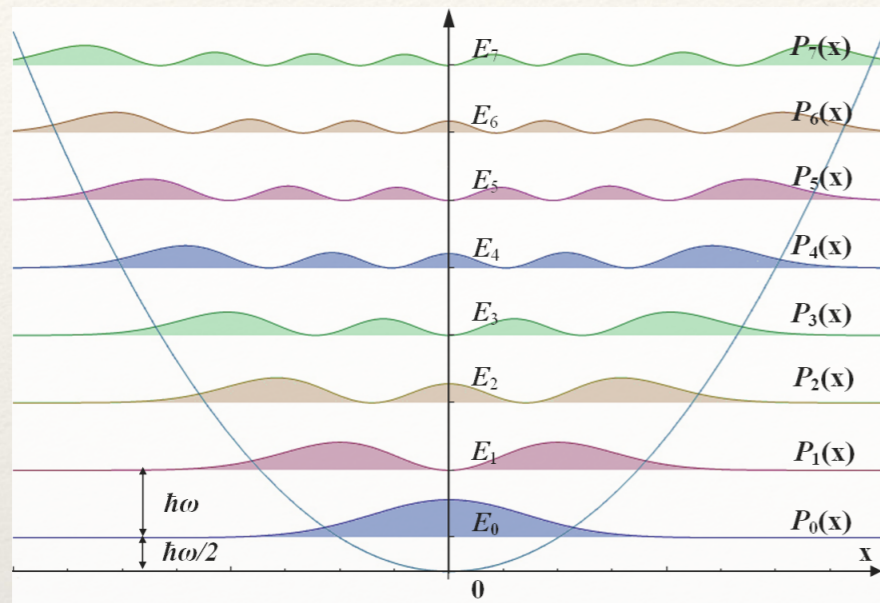 E₇ P₇(x)
E₆ P₆(x)
E₅ P₅(x)
E₄ P₄(x)
E₃ P₃(x)
E₂ P₂(x)
E₁ P₁(x)
ħω
E₀ P₀(x)
ħω/2 x
0